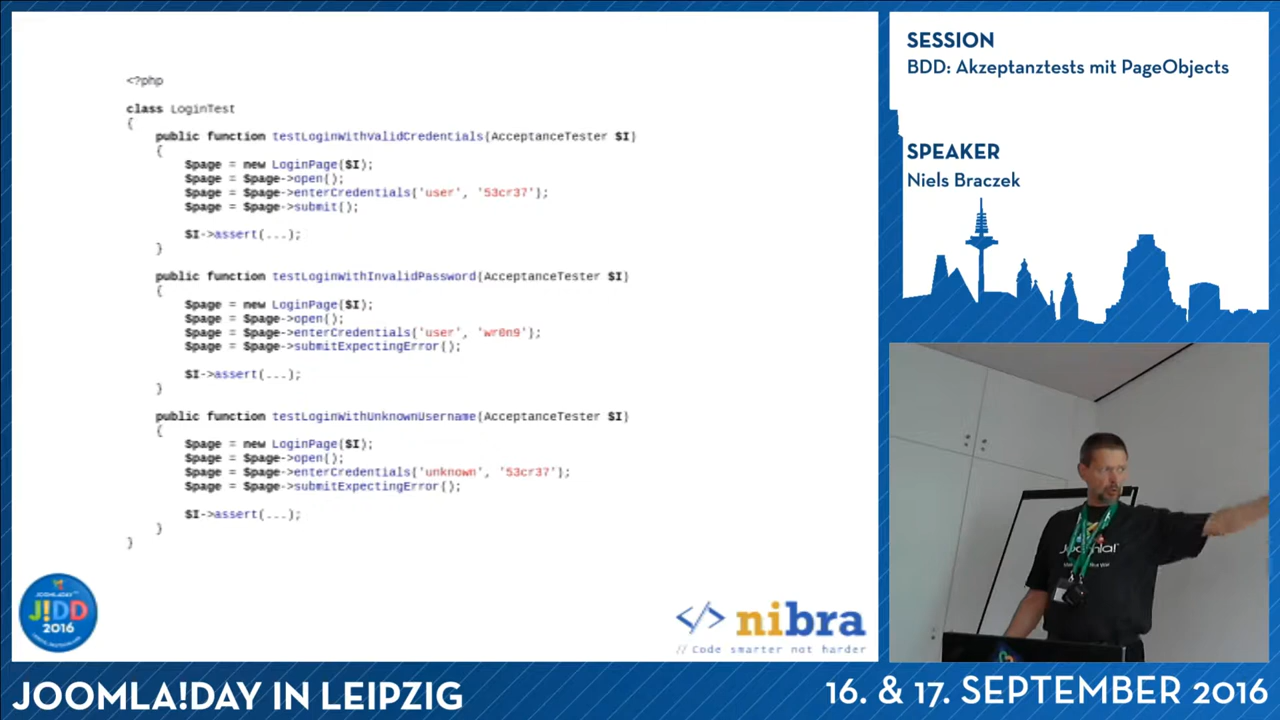 <?php
class LoginTest
{
public function testLoginWithValidCredentials(AcceptanceTester $I)
{
$page = new LoginPage($I);
$page = $page->open();
$page = $page->enterCredentials('user', '53cr37');
$page = $page->submit();
$I->assert(...);
}
public function testLoginWithInvalidPassword(AcceptanceTester $I)
{
$page = new LoginPage($I);
$page = $page->open();
$page = $page->enterCredentials('user', 'wr0n9');
$page = $page->submitExpectingError();
$I->assert(...);
}
public function testLoginWithUnknownUsername(AcceptanceTester $I)
{
$page = new LoginPage($I);
$page = $page->open();
$page = $page->enterCredentials('unknown', '53cr37');
$page = $page->submitExpectingError();
$I->assert(...);
}
}
JOOMLADAY
J!DD
2016
</> nibra
// Code smarter not harder
SESSION
BDD: Akzeptanztests mit PageObjects
SPEAKER
Niels Braczek
Joomla!
JOOMLA!DAY IN LEIPZIG
16. & 17. SEPTEMBER 2016